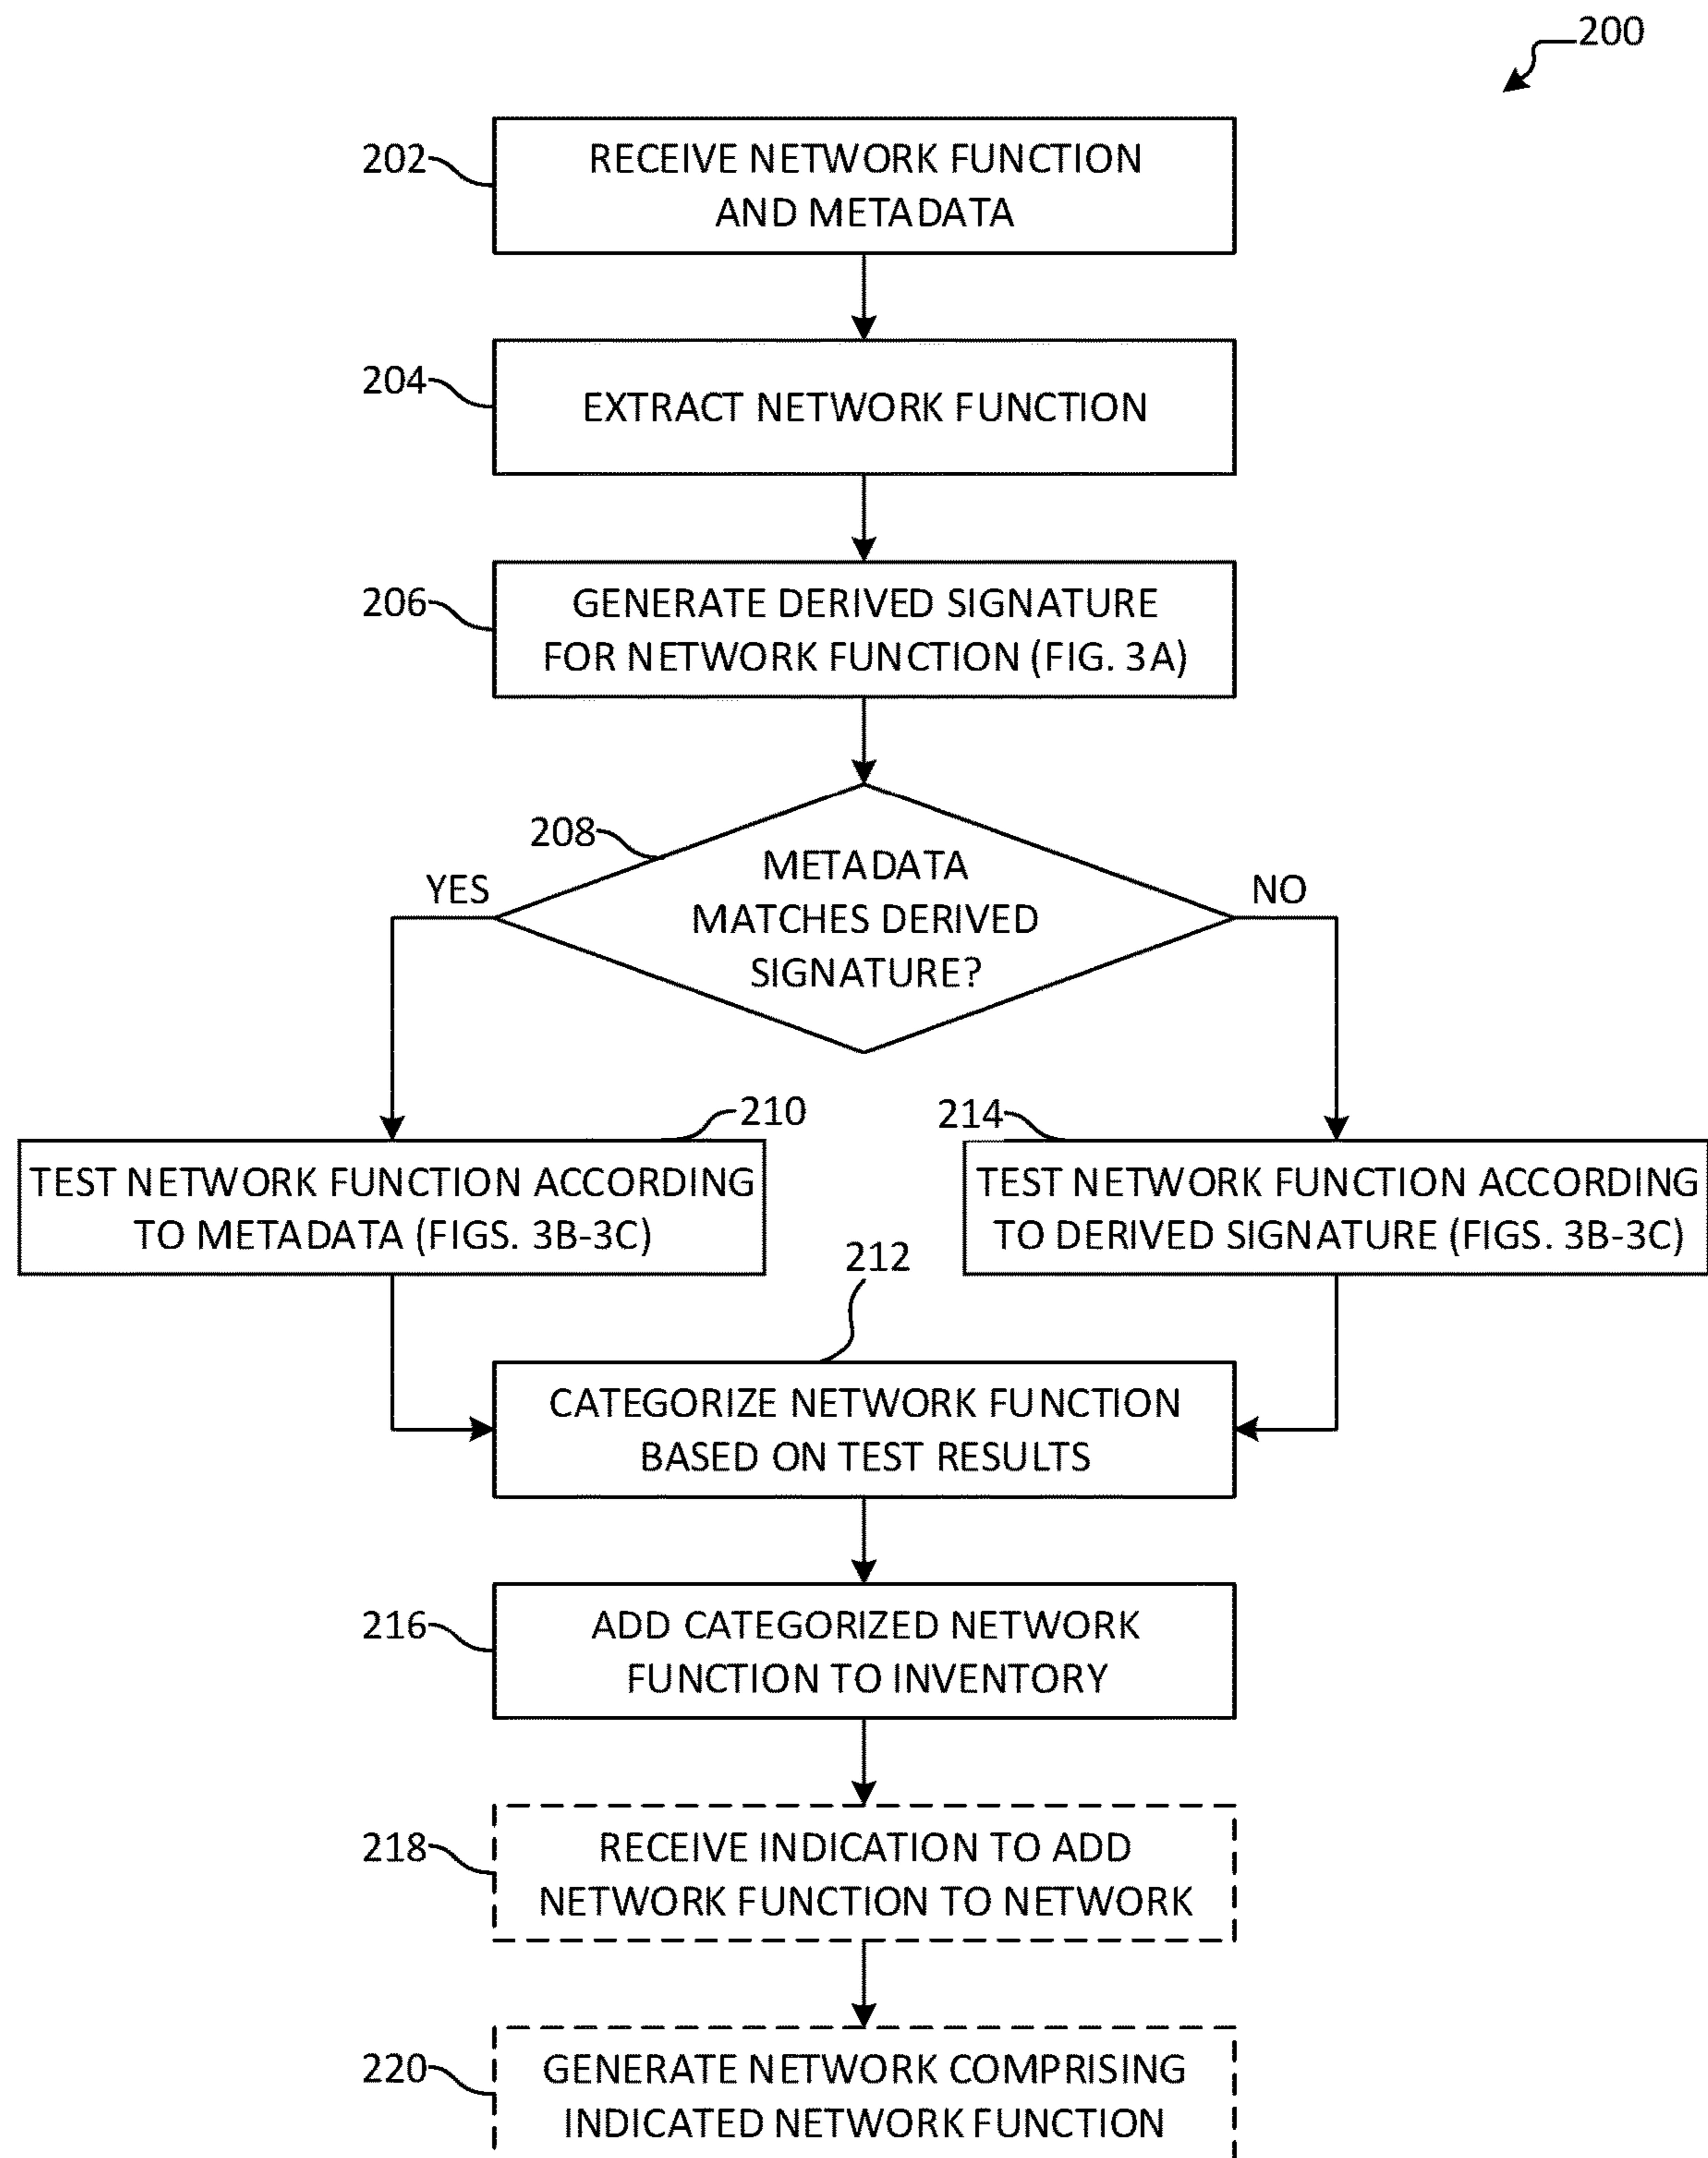 200
202
RECEIVE NETWORK FUNCTION
AND METADATA
204
EXTRACT NETWORK FUNCTION
206
GENERATE DERIVED SIGNATURE
FOR NETWORK FUNCTION (FIG. 3A)
208
METADATA
MATCHES DERIVED
SIGNATURE?
YES
NO
210
TEST NETWORK FUNCTION ACCORDING
TO METADATA (FIGS. 3B-3C)
214
TEST NETWORK FUNCTION ACCORDING
TO DERIVED SIGNATURE (FIGS. 3B-3C)
212
CATEGORIZE NETWORK FUNCTION
BASED ON TEST RESULTS
216
ADD CATEGORIZED NETWORK
FUNCTION TO INVENTORY
218
RECEIVE INDICATION TO ADD
NETWORK FUNCTION TO NETWORK
220
GENERATE NETWORK COMPRISING
INDICATED NETWORK FUNCTION